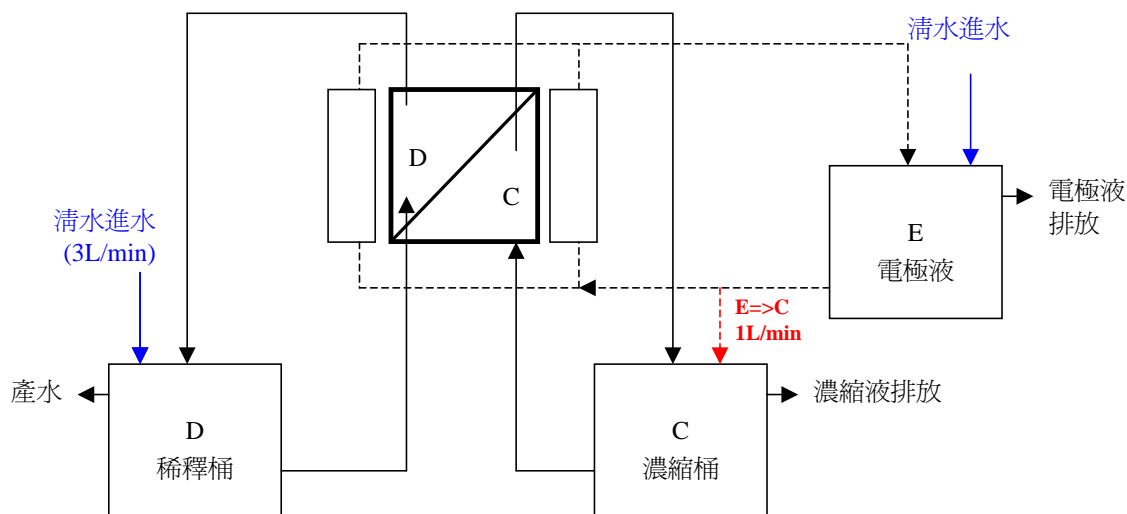 清水進水
D
C
清水進水
(3L/min)
電極液
排放
E
電極液
E=>C
1L/min
產水
D
稀釋桶
C
濃縮桶
濃縮液排放